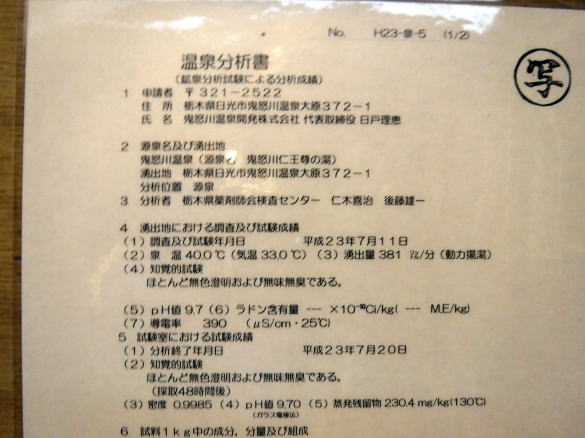 No. H23-泉-5 (1/2)
写
温泉分析書
(鉱泉分析試験による分析成績)
1 申請者 〒321-2522
住 所 栃木県日光市鬼怒川温泉大原372-1
氏 名 鬼怒川温泉開発株式会社 代表取締役 日戸理恵
2 源泉名及び湧出地
鬼怒川温泉(源泉名 鬼怒川仁王尊の湯)
湧出地 栃木県日光市鬼怒川温泉大原372-1
分析位置 源泉
3 分析者 栃木県薬剤師会検査センター 仁木喜治 後藤雄一
4 湧出地における調査及び試験成績
(1)調査及び試験年月日 平成23年7月11日
(2)泉 温 40.0℃(気温 33.0℃)(3)湧出量 381 ㍑/分(動力揚湯)
(4)知覚的試験
ほとんど無色澄明および無味無臭である。
(5)pH値 9.7(6)ラドン含有量 --- ×10⁻¹⁰Ci/kg( --- M.E/kg)
(7)導電率 390 (μS/cm・25℃)
5 試験室における試験成績
(1)分析終了年月日 平成23年7月20日
(2)知覚的試験
ほとんど無色澄明および無味無臭である。
(採取48時間後)
(3)密度 0.9985 (4)pH値 9.70 (5)蒸発残留物 230.4 mg/kg(130℃)
(ガラス電極法)
6 試料1kg中の成分,分量及び組成